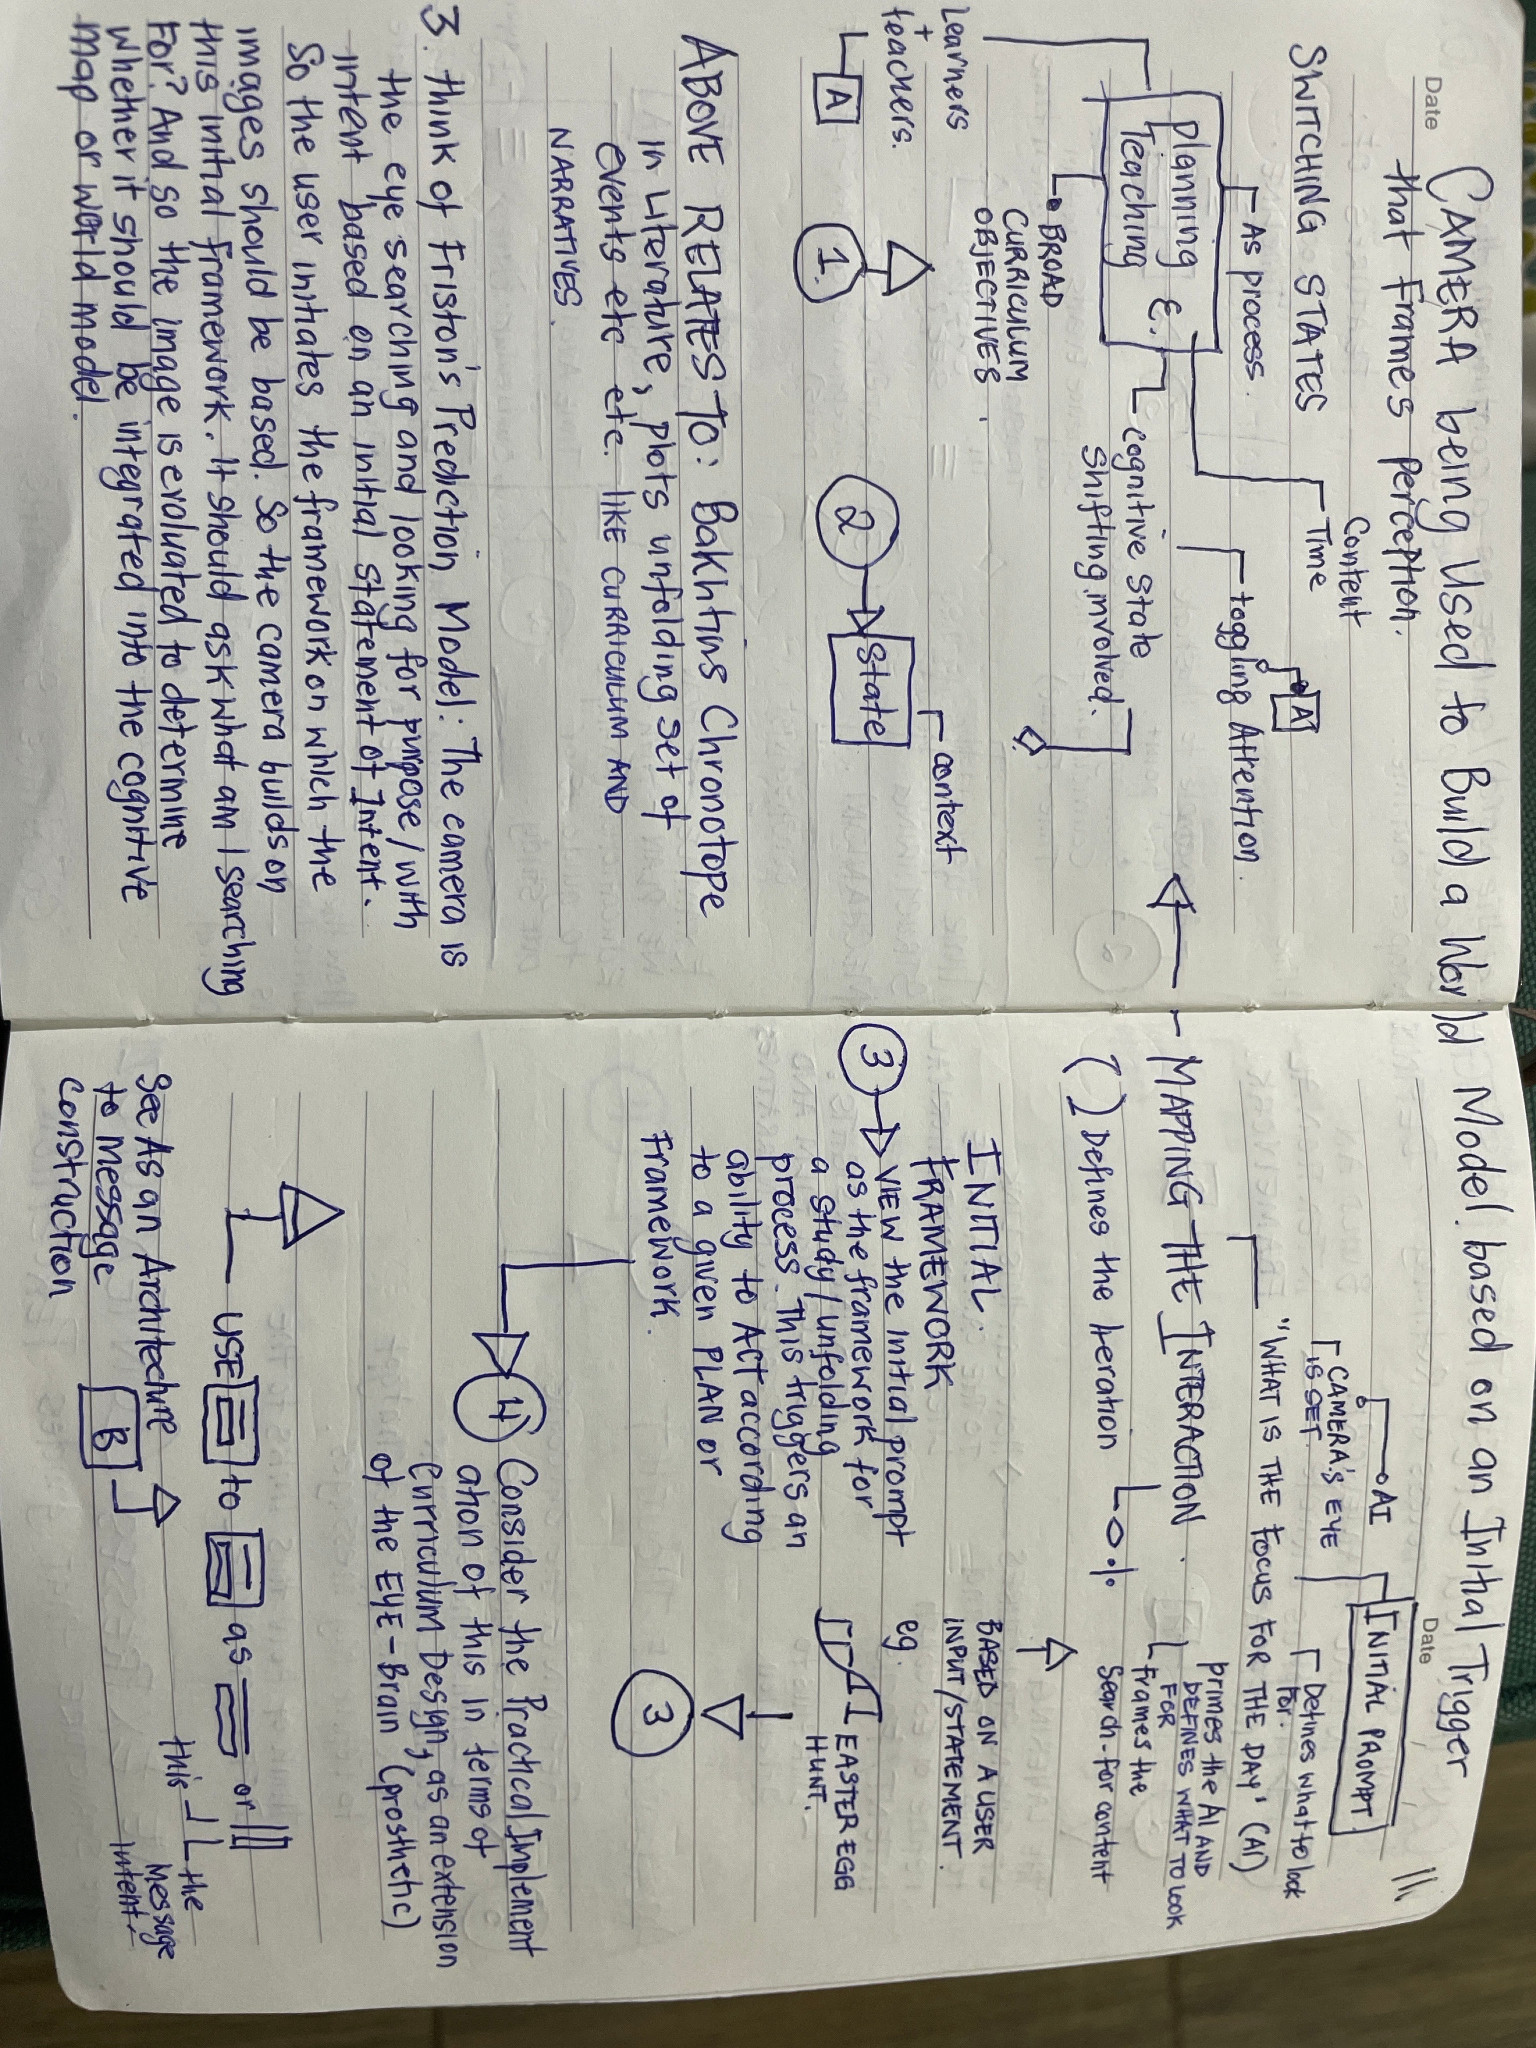 Date
CAMERA being Used to Build a World Model based on an Initial Trigger
that Frames perception.
SWITCHING STATES
Content
Time
A
As process.
toggling Attention.
Planning &
Teaching
Cognitive State
Shifting involved.
BROAD
CURRICULUM
OBJECTIVES.
Learners
+
teachers.
A
1.
2
State
context
ABOVE RELATES TO: Bakhtins Chronotope
in Literature, plots unfolding set of
events etc etc. LIKE CURRICULUM AND
NARRATIVES.
3. think of Friston's Prediction Model: The camera is
the eye searching and looking for purpose/with
intent based on an initial statement of Intent.
So the user initiates the framework on which the
images should be based. So the camera builds on
this initial framework. It should ask what am I searching
For? And so the image is evaluated to determine
whether it should be integrated into the cognitive
map or world model.
Date
11.
AI
INITIAL PROMPT
CAMERA'S EYE
IS SET.
Defines what to look
for.
"WHAT IS THE FOCUS FOR THE DAY' (AI)
primes the AI AND
DEFINES WHAT TO LOOK
FOR
Frames the
Search-for content
MAPPING THE INTERACTION.
( ) Defines the iteration
INITIAL.
FRAMEWORK
BASED ON A USER
INPUT/STATEMENT.
eg.
EASTER EGG
HUNT.
3
VIEW the initial prompt
as the framework for
a study/unfolding
process. This triggers an
ability to ACT according
to a given PLAN or
Framework.
3
4
Consider the Practical Implement
ation of this in terms of
Curriculum Design, as an extension
of the EYE-Brain (prosthetic)
USE to as or
this
the
Message
intent.
See As an Architecture
to message
construction
B